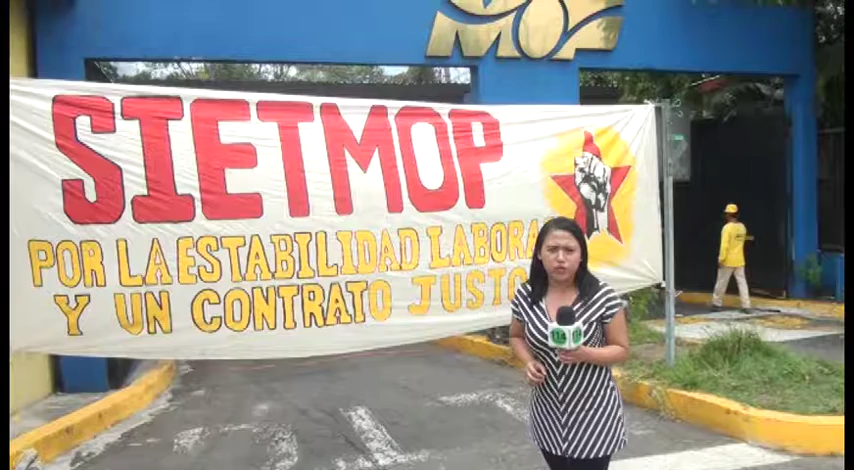 MOP
SIETMOP
POR LA ESTABILIDAD LABORAL
Y UN CONTRATO JUSTO